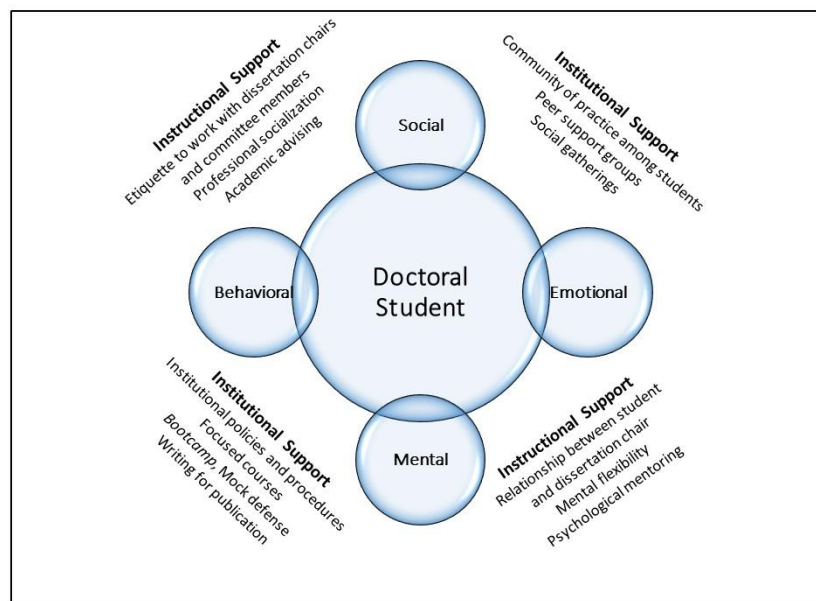 Instructional Support
Etiquette to work with dissertation chairs
and committee members
Professional socialization
Academic advising
Social
Institutional Support
Community of practice among students
Peer support groups
Social gatherings
Behavioral
Doctoral
Student
Emotional
Institutional Support
Institutional policies and procedures
Focused courses
Bootcamp, Mock defense
Writing for publication
Mental
Instructional Support
Relationship between student
and dissertation chair
Mental flexibility
Psychological mentoring